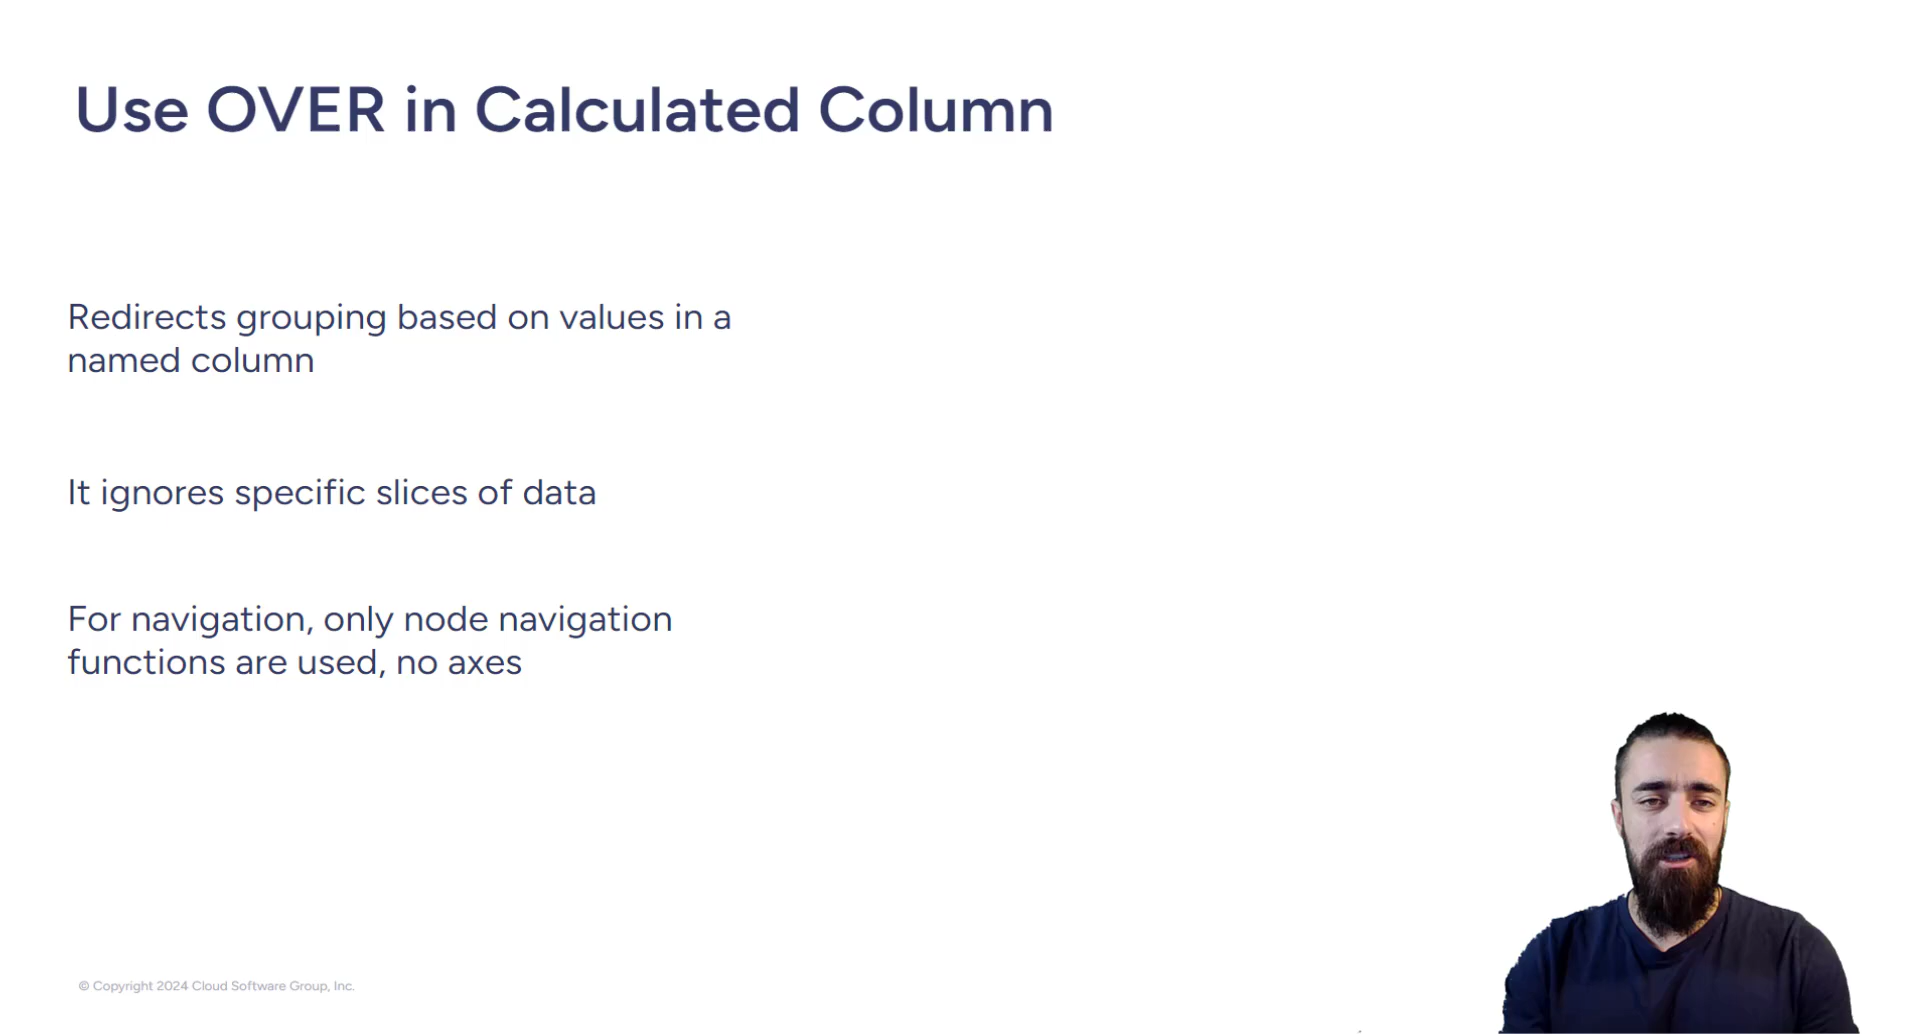 Use OVER in Calculated Column
Redirects grouping based on values in a
named column
It ignores specific slices of data
For navigation, only node navigation
functions are used, no axes
© Copyright 2024 Cloud Software Group, Inc.